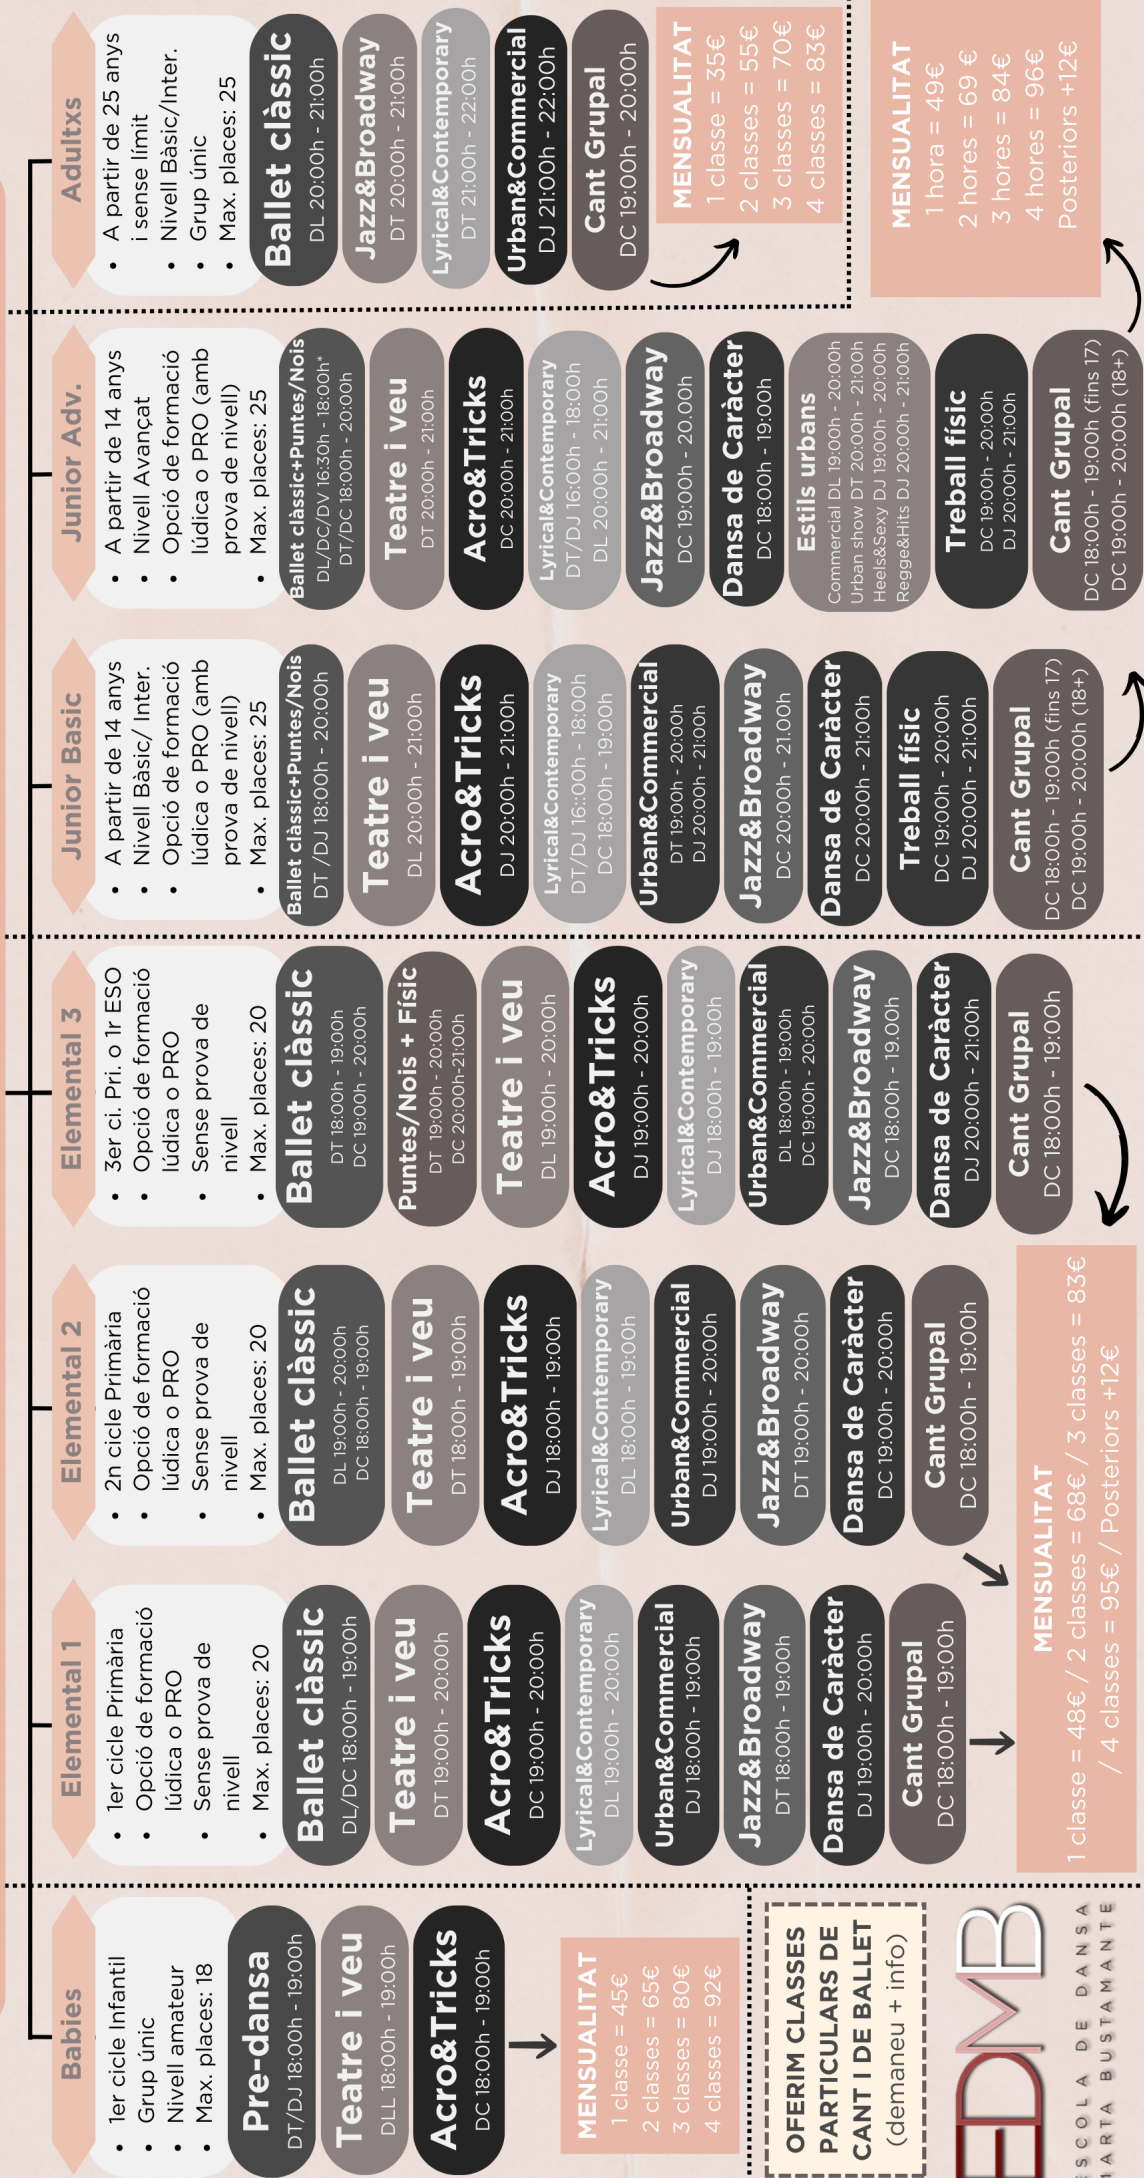 Babies
• 1er cicle Infantil
• Grup únic
• Nivell amateur
• Max. places: 18
Pre-dansa
DT/DJ 18:00h - 19:00h
Teatre i veu
DLL 18:00h - 19:00h
Acro&Tricks
DC 18:00h - 19:00h
MENSUALITAT
1 classe = 45€
2 classes = 65€
3 classes = 80€
4 classes = 92€
OFERIM CLASSES
PARTICULARS DE
CANT I DE BALLET
(demaneu + info)
EDMB
ESCOLA DE DANSA
MARTA BUSTAMANTE
Elemental 1
• 1er cicle Primària
• Opció de formació
lúdica o PRO
• Sense prova de
nivell
• Max. places: 20
Ballet clàssic
DL/DC 18:00h - 19:00h
Teatre i veu
DT 19:00h - 20:00h
Acro&Tricks
DC 19:00h - 20:00h
Lyrical&Contemporary
DL 19:00h - 20:00h
Urban&Commercial
DJ 18:00h - 19:00h
Jazz&Broadway
DT 18:00h - 19:00h
Dansa de Caràcter
DJ 19:00h - 20:00h
Cant Grupal
DC 18:00h - 19:00h
Elemental 2
• 2n cicle Primària
• Opció de formació
lúdica o PRO
• Sense prova de
nivell
• Max. places: 20
Ballet clàssic
DL 19:00h - 20:00h
DC 18:00h - 19:00h
Teatre i veu
DT 18:00h - 19:00h
Acro&Tricks
DJ 18:00h - 19:00h
Lyrical&Contemporary
DL 18:00h - 19:00h
Urban&Commercial
DJ 19:00h - 20:00h
Jazz&Broadway
DT 19:00h - 20:00h
Dansa de Caràcter
DC 19:00h - 20:00h
Cant Grupal
DC 18:00h - 19:00h
Elemental 3
• 3er ci. Pri. o 1r ESO
• Opció de formació
lúdica o PRO
• Sense prova de
nivell
• Max. places: 20
Ballet clàssic
DT 18:00h - 19:00h
DC 19:00h - 20:00h
Puntes/Nois + Físic
DT 19:00h - 20:00h
DC 20:00h-21:00h
Teatre i veu
DL 19:00h - 20:00h
Acro&Tricks
DJ 19:00h - 20:00h
Lyrical&Contemporary
DJ 18:00h - 19:00h
Urban&Commercial
DL 18:00h - 19:00h
DC 19:00h - 20:00h
Jazz&Broadway
DC 18:00h - 19.00h
Dansa de Caràcter
DJ 20:00h - 21:00h
Cant Grupal
DC 18:00h - 19:00h
MENSUALITAT
1 classe = 48€ / 2 classes = 68€ / 3 classes = 83€
/ 4 classes = 95€ / Posteriors +12€
Junior Basic
• A partir de 14 anys
• Nivell Bàsic/ Inter.
• Opció de formació
lúdica o PRO (amb
prova de nivell)
• Max. places: 25
Ballet clàssic+Puntes/Nois
DT /DJ 18:00h - 20:00h
Teatre i veu
DL 20:00h - 21:00h
Acro&Tricks
DJ 20:00h - 21:00h
Lyrical&Contemporary
DT/DJ 16::00h - 18:00h
DC 18:00h - 19:00h
Urban&Commercial
DT 19:00h - 20:00h
DJ 20:00h - 21:00h
Jazz&Broadway
DC 20:00h - 21.00h
Dansa de Caràcter
DC 20:00h - 21:00h
Treball físic
DC 19:00h - 20:00h
DJ 20:00h - 21:00h
Cant Grupal
DC 18:00h - 19:00h (fins 17)
DC 19:00h - 20:00h (18+)
Junior Adv.
• A partir de 14 anys
• Nivell Avançat
• Opció de formació
lúdica o PRO (amb
prova de nivell)
• Max. places: 25
Ballet clàssic+Puntes/Nois
DL/DC/DV 16:30h - 18:00h*
DT/DC 18:00h - 20:00h
Teatre i veu
DT 20:00h - 21:00h
Acro&Tricks
DC 20:00h - 21:00h
Lyrical&Contemporary
DT/DJ 16:00h - 18:00h
DL 20:00h - 21:00h
Jazz&Broadway
DC 19:00h - 20.00h
Dansa de Caràcter
DC 18:00h - 19:00h
Estils urbans
Commercial DL 19:00h - 20:00h
Urban show DT 20:00h - 21:00h
Heels&Sexy DJ 19:00h - 20:00h
Regge&Hits DJ 20:00h - 21:00h
Treball físic
DC 19:00h - 20:00h
DJ 20:00h - 21:00h
Cant Grupal
DC 18:00h - 19:00h (fins 17)
DC 19:00h - 20:00h (18+)
Adultxs
• A partir de 25 anys
i sense límit
• Nivell Bàsic/Inter.
• Grup únic
• Max. places: 25
Ballet clàssic
DL 20:00h - 21:00h
Jazz&Broadway
DT 20:00h - 21:00h
Lyrical&Contemporary
DT 21:00h - 22:00h
Urban&Commercial
DJ 21:00h - 22:00h
Cant Grupal
DC 19:00h - 20:00h
MENSUALITAT
1 classe = 35€
2 classes = 55€
3 classes = 70€
4 classes = 83€
MENSUALITAT
1 hora = 49€
2 hores = 69 €
3 hores = 84€
4 hores = 96€
Posteriors +12€